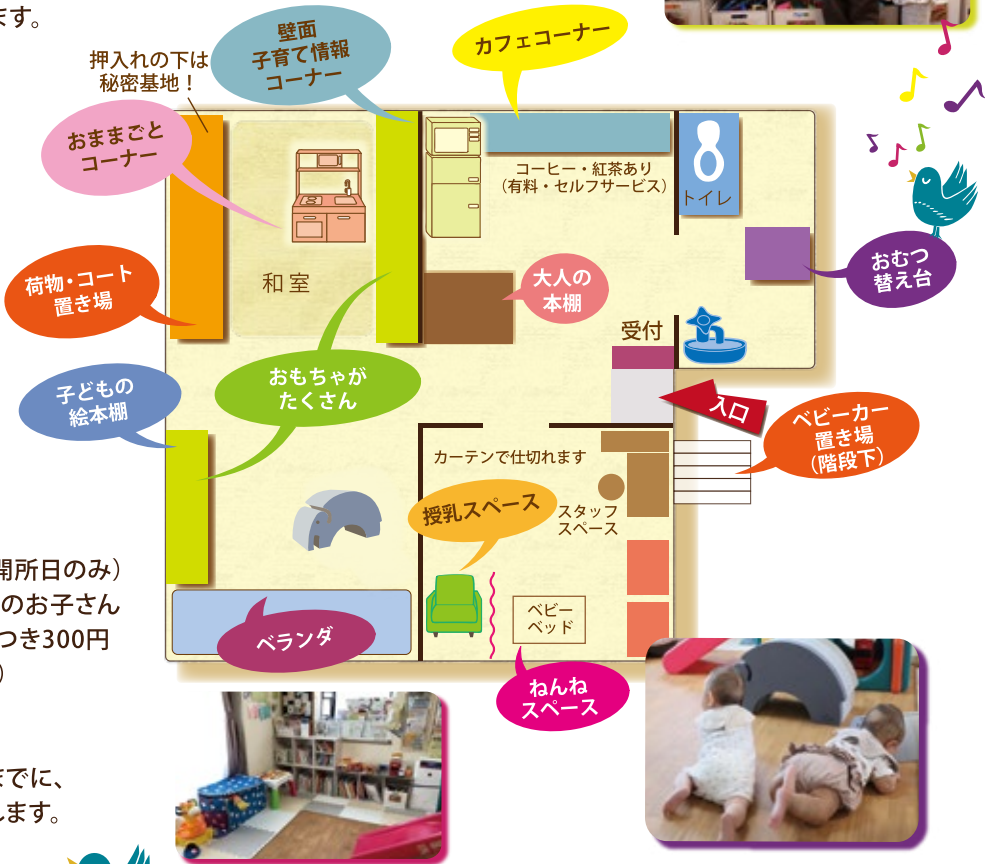 ます。
押入れの下は
秘密基地！
壁面
子育て情報
コーナー
カフェコーナー
おままごと
コーナー
コーヒー・紅茶あり
（有料・セルフサービス）
トイレ
おむつ
替え台
荷物・コート
置き場
和室
大人の
本棚
受付
子どもの
絵本棚
おもちゃが
たくさん
入口
ベビーカー
置き場
（階段下）
カーテンで仕切れます
授乳スペース
スタッフ
スペース
開所日のみ）
のお子さん
つき300円
）
ベビー
ベッド
ベランダ
ねんね
スペース
までに、
します。